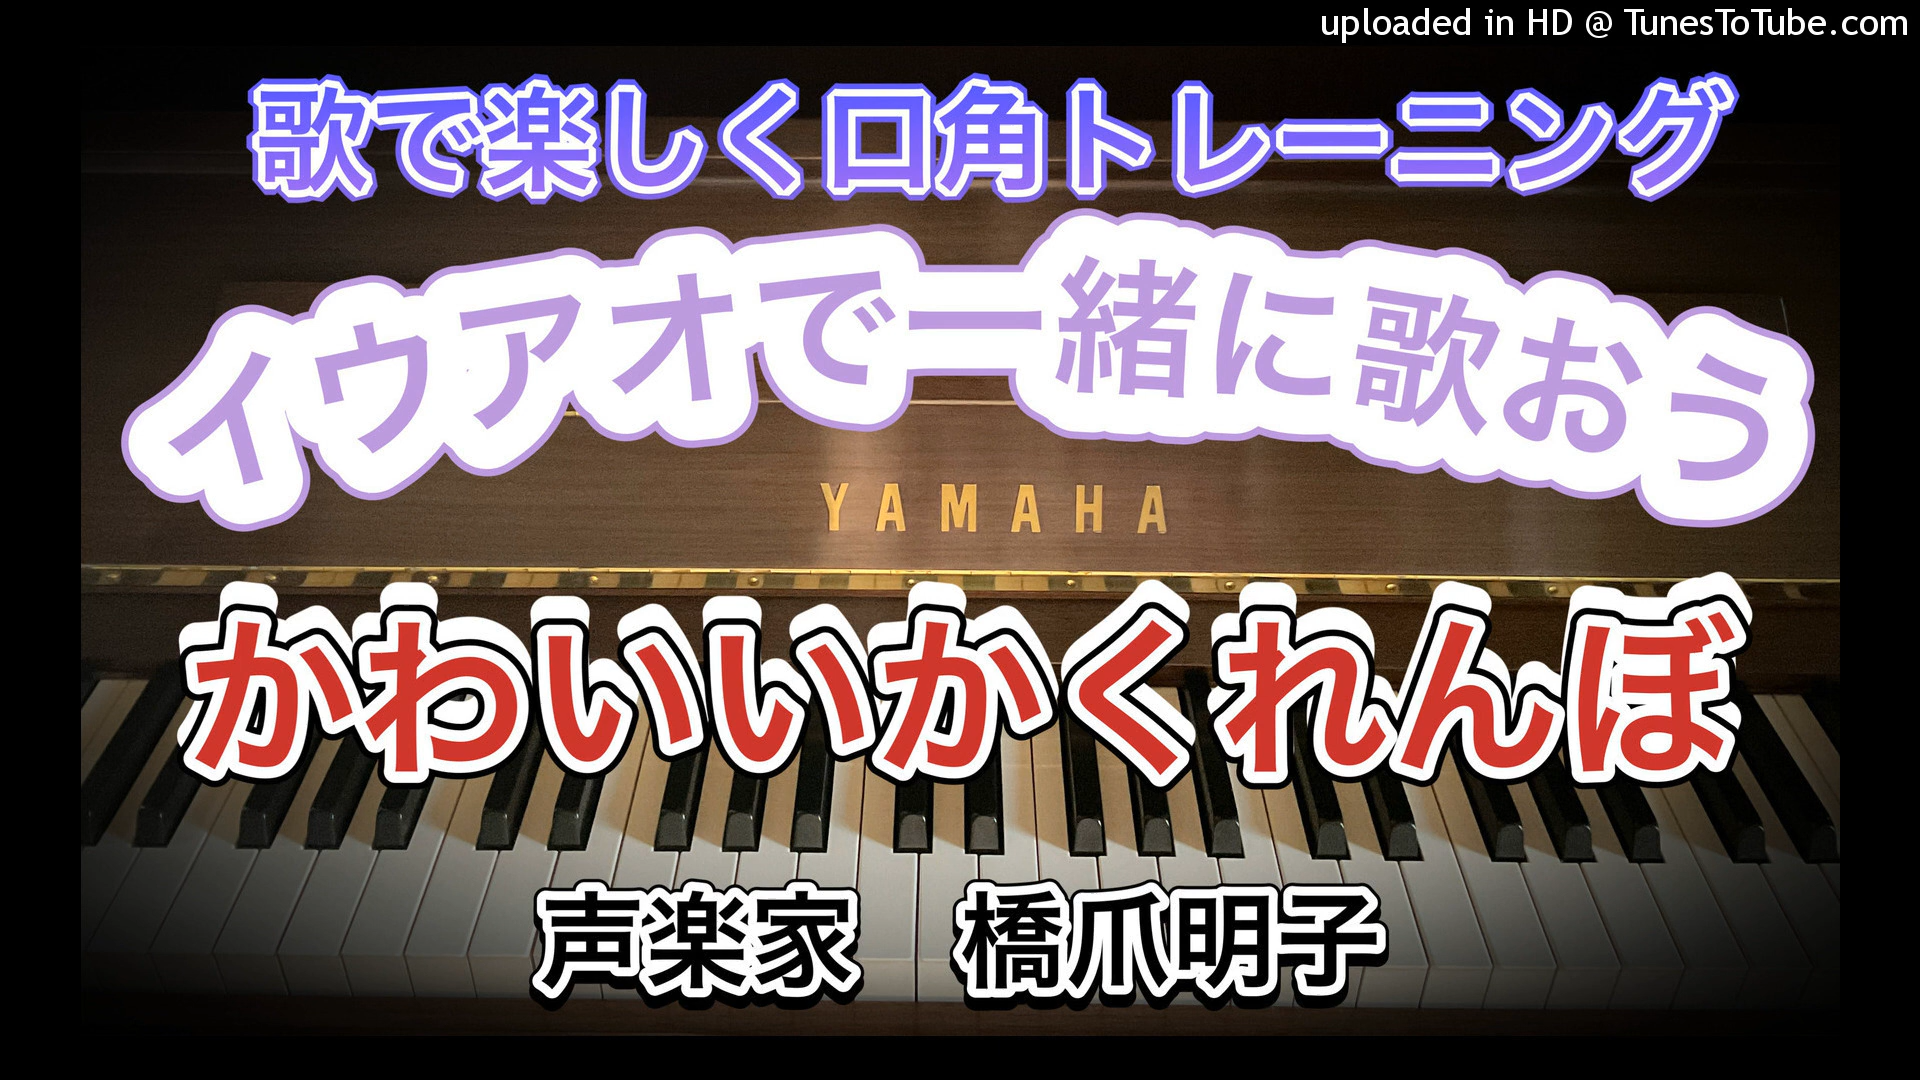 uploaded in HD @ TunesToTube.com
歌で楽しく口角トレーニング
イウアオで一緒に歌おう
YAMAHA
かわいいかくれんぼ
声楽家　橋爪明子